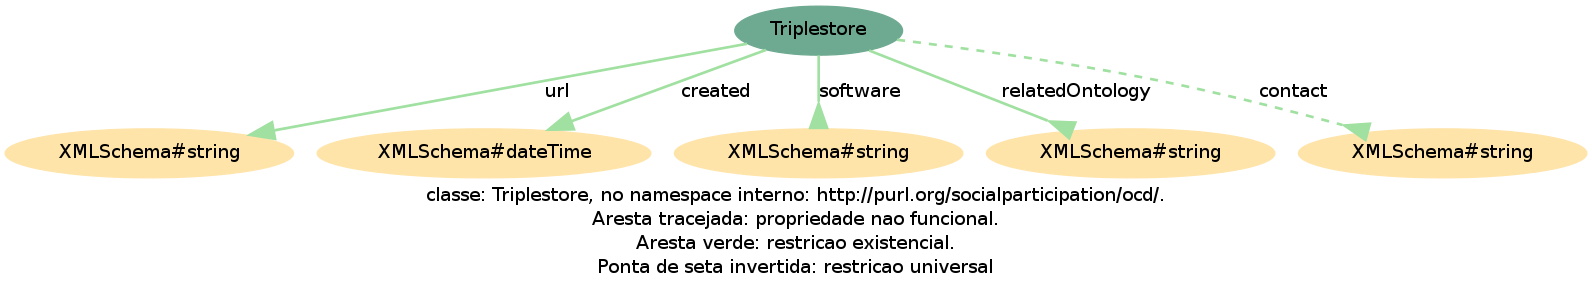 Triplestore
url
created
software
relatedOntology
contact
XMLSchema#string
XMLSchema#dateTime
XMLSchema#string
XMLSchema#string
XMLSchema#string
classe: Triplestore, no namespace interno: http://purl.org/socialparticipation/ocd/.
Aresta tracejada: propriedade nao funcional.
Aresta verde: restricao existencial.
Ponta de seta invertida: restricao universal